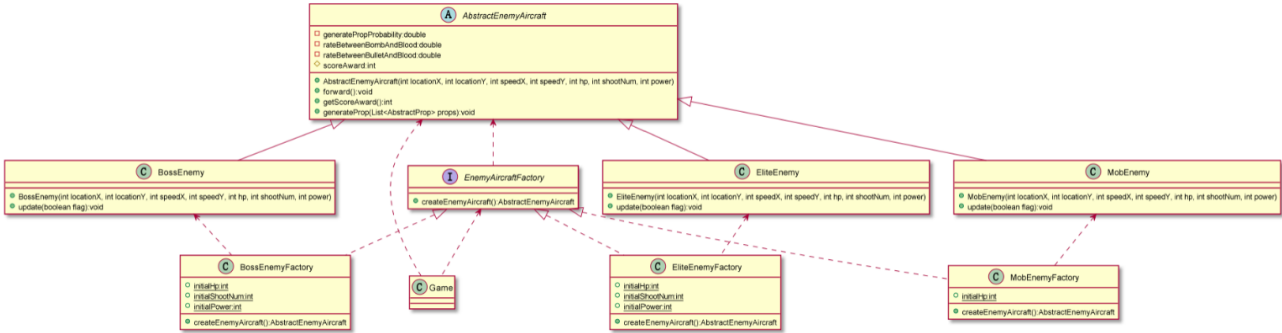 A AbstractEnemyAircraft
generatePropProbability:double
rateBetweenBombAndBlood:double
rateBetweenBulletAndBlood:double
scoreAward:int
AbstractEnemyAircraft(int locationX, int locationY, int speedX, int speedY, int hp, int shootNum, int power)
forward():void
getScoreAward():int
generateProp(List<AbstractProp> props):void
C BossEnemy
BossEnemy(int locationX, int locationY, int speedX, int speedY, int hp, int shootNum, int power)
update(boolean flag):void
I EnemyAircraftFactory
createEnemyAircraft():AbstractEnemyAircraft
C EliteEnemy
EliteEnemy(int locationX, int locationY, int speedX, int speedY, int hp, int shootNum, int power)
update(boolean flag):void
C MobEnemy
MobEnemy(int locationX, int locationY, int speedX, int speedY, int hp, int shootNum, int power)
update(boolean flag):void
C BossEnemyFactory
initialHp:int
initialShootNum:int
initialPower:int
createEnemyAircraft():AbstractEnemyAircraft
C Game
C EliteEnemyFactory
initialHp:int
initialShootNum:int
initialPower:int
createEnemyAircraft():AbstractEnemyAircraft
C MobEnemyFactory
initialHp:int
createEnemyAircraft():AbstractEnemyAircraft